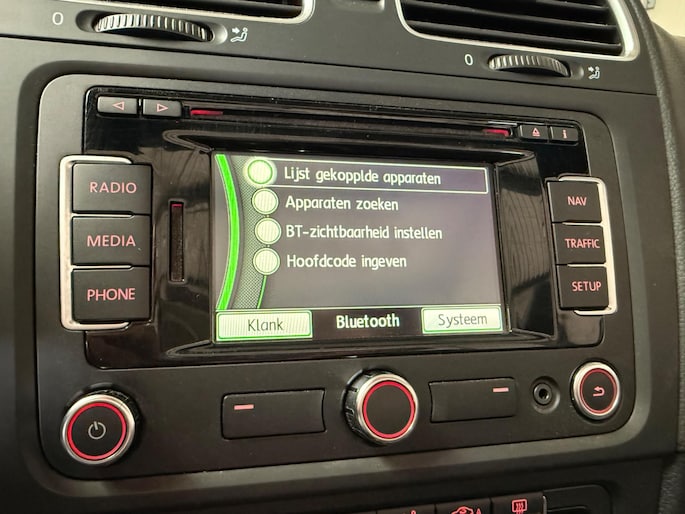 0
0
i
RADIO
MEDIA
PHONE
Lijst gekopplde apparaten
Apparaten zoeken
BT-zichtbaarheid instellen
Hoofdcode ingeven
Klank
Bluetooth
Systeem
NAV
TRAFFIC
SETUP